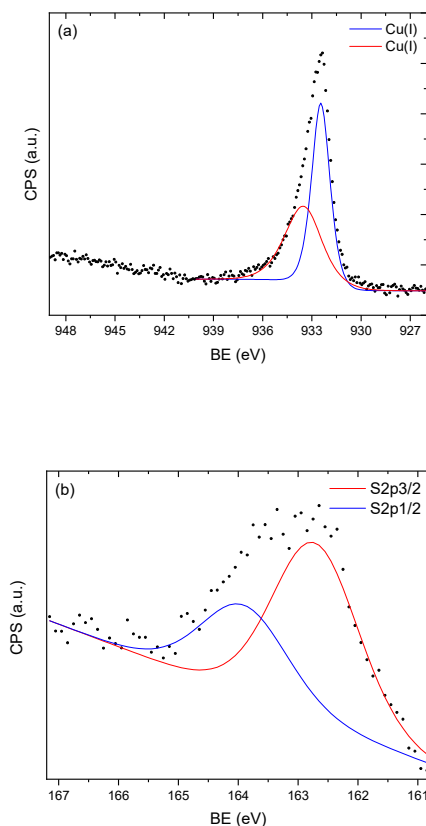 (a)
Cu(I)
Cu(I)
CPS (a.u.)
948 945 942 939 936 933 930 927
BE (eV)
(b)
S2p3/2
S2p1/2
CPS (a.u.)
167 166 165 164 163 162 161
BE (eV)